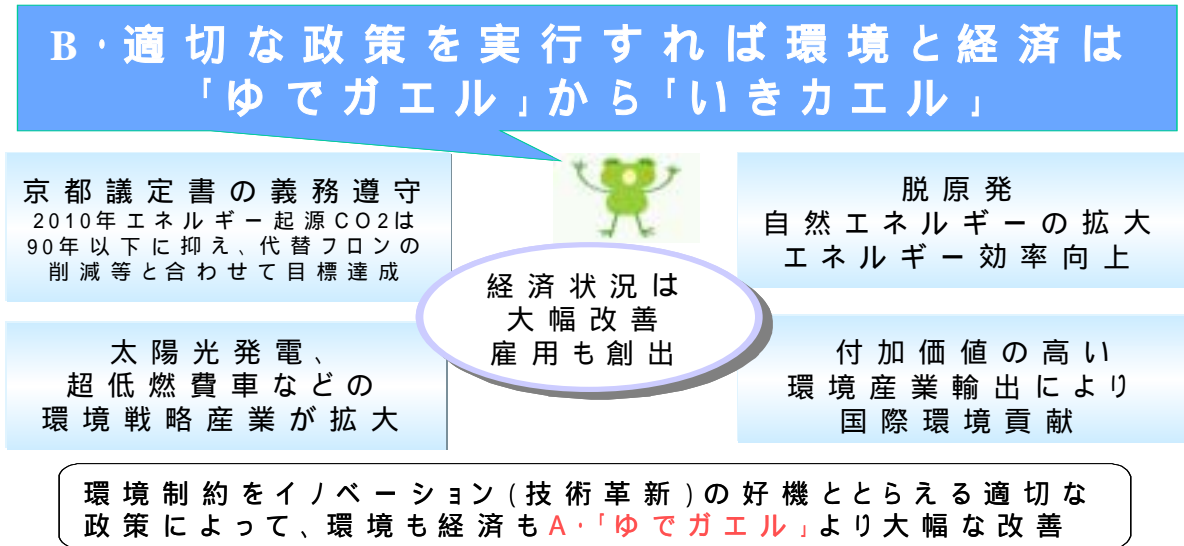 B・適切な政策を実行すれば環境と経済は
「ゆでガエル」から「いきカエル」
京都議定書の義務遵守
2010年エネルギー起源CO2は
90年以下に抑え、代替フロンの
削減等と合わせて目標達成
脱原発
自然エネルギーの拡大
エネルギー効率向上
経済状況は
大幅改善
雇用も創出
太陽光発電、
超低燃費車などの
環境戦略産業が拡大
付加価値の高い
環境産業輸出により
国際環境貢献
環境制約をイノベーション(技術革新)の好機ととらえる適切な
政策によって、環境も経済もA・「ゆでガエル」より大幅な改善